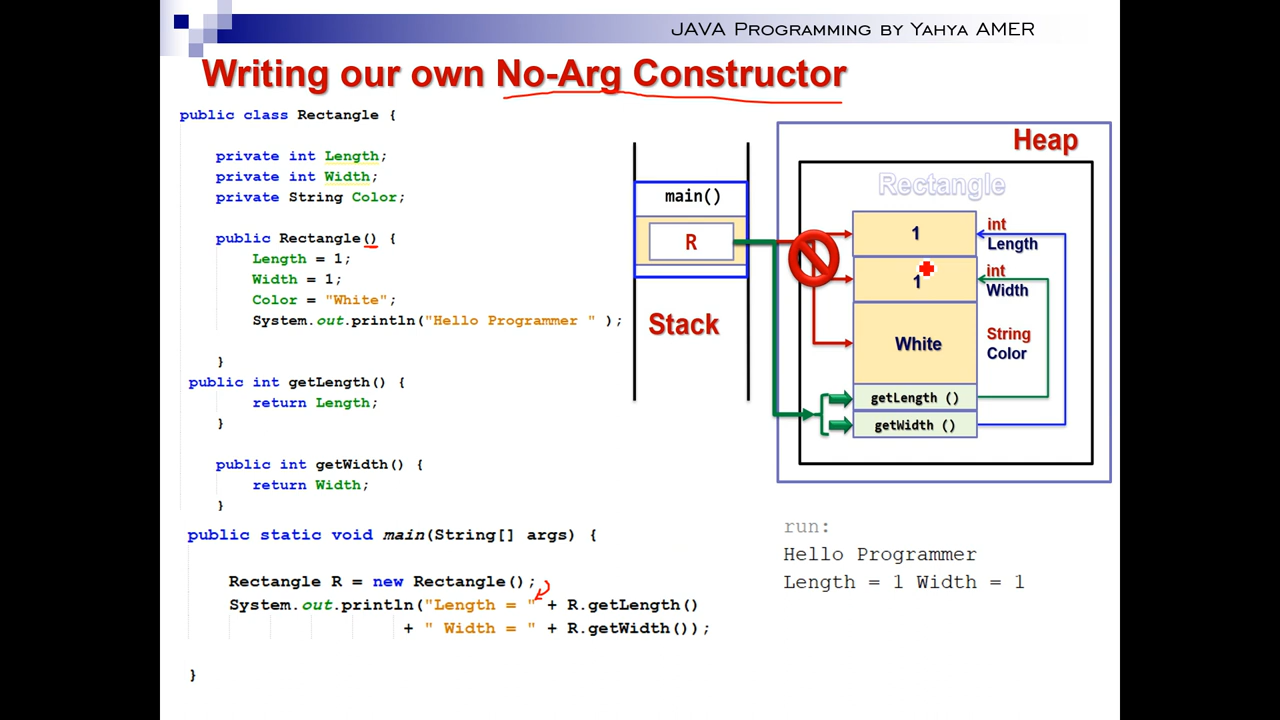 JAVA Programming by Yahya AMER
Writing our own No-Arg Constructor
public class Rectangle {
private int Length;
private int Width;
private String Color;
public Rectangle() {
Length = 1;
Width = 1;
Color = "White";
System.out.println("Hello Programmer " );
}
public int getLength() {
return Length;
}
public int getWidth() {
return Width;
}
public static void main(String[] args) {
Rectangle R = new Rectangle();
System.out.println("Length = " + R.getLength()
+ " Width = " + R.getWidth());
}
main()
R
Stack
Heap
Rectangle
1
int
Length
1
int
Width
White
String
Color
getLength ()
getWidth ()
run:
Hello Programmer
Length = 1 Width = 1